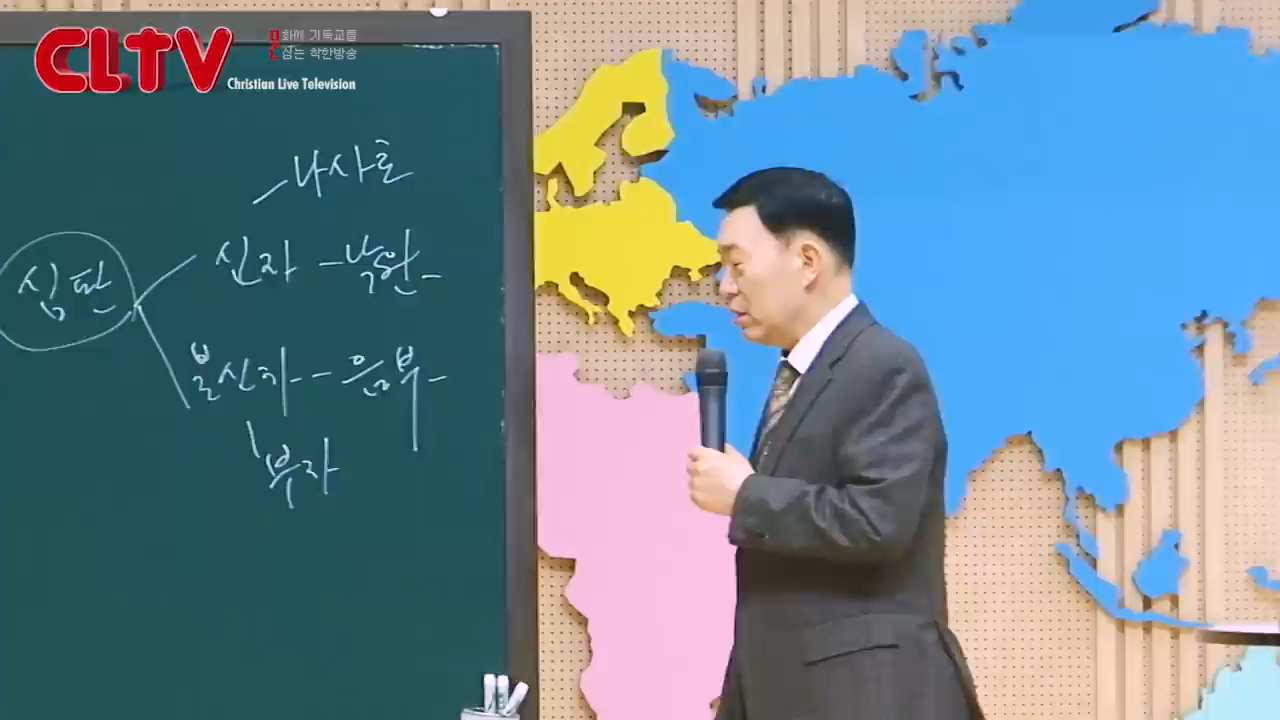 CLTV
화에 기독교를
심는 착한방송
Christian Live Television
나사로
심판
신자 - 낙원 -
불신자 - 음부 -
부자